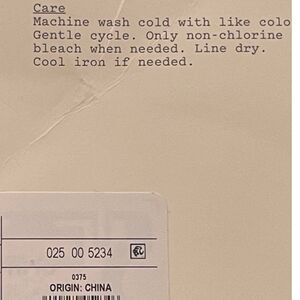 Care
Machine wash cold with like colo
Gentle cycle. Only non-chlorine
bleach when needed. Line dry.
Cool iron if needed.
025 00 5234
0375
ORIGIN: CHINA